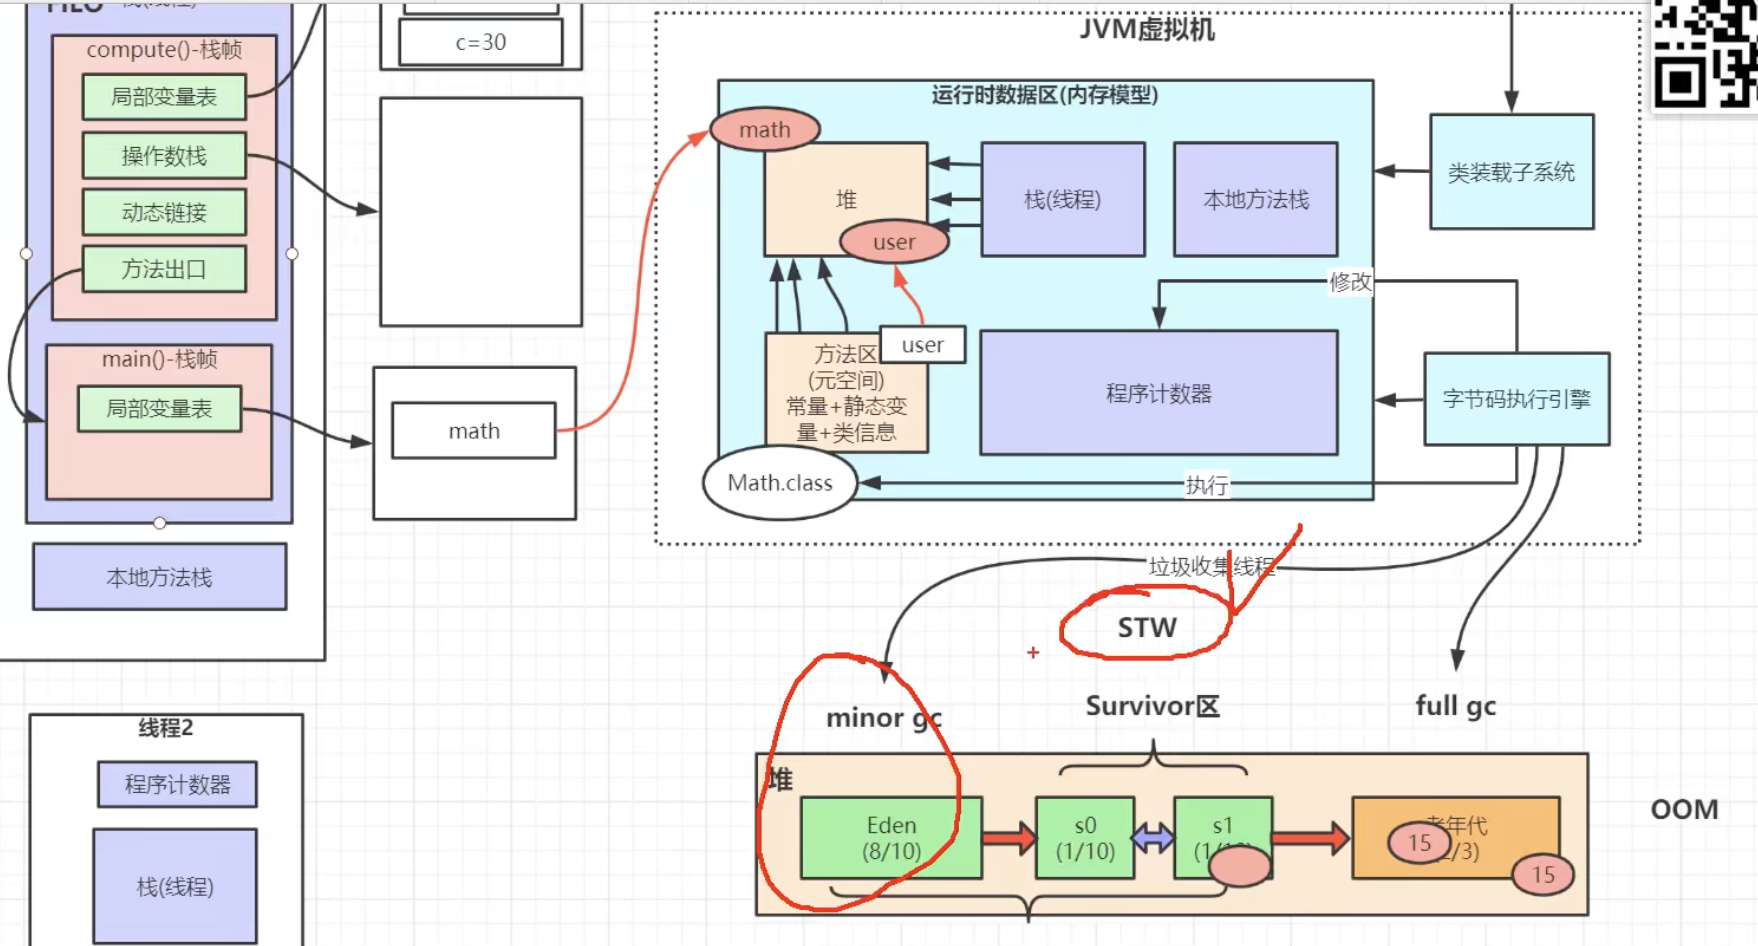 FILO 栈(线程)
compute()-栈帧
局部变量表
操作数栈
动态链接
方法出口
main()-栈帧
局部变量表
本地方法栈
c=30
math
线程2
程序计数器
栈(线程)
JVM虚拟机
运行时数据区(内存模型)
math
堆
user
栈(线程)
本地方法栈
类装载子系统
修改
user
方法区
(元空间)
常量+静态变
量+类信息
程序计数器
字节码执行引擎
Math.class
执行
垃圾收集线程
STW
minor gc
Survivor区
full gc
堆
Eden
(8/10)
s0
(1/10)
s1
(1/10)
老年代
(2/3)
15
15
OOM